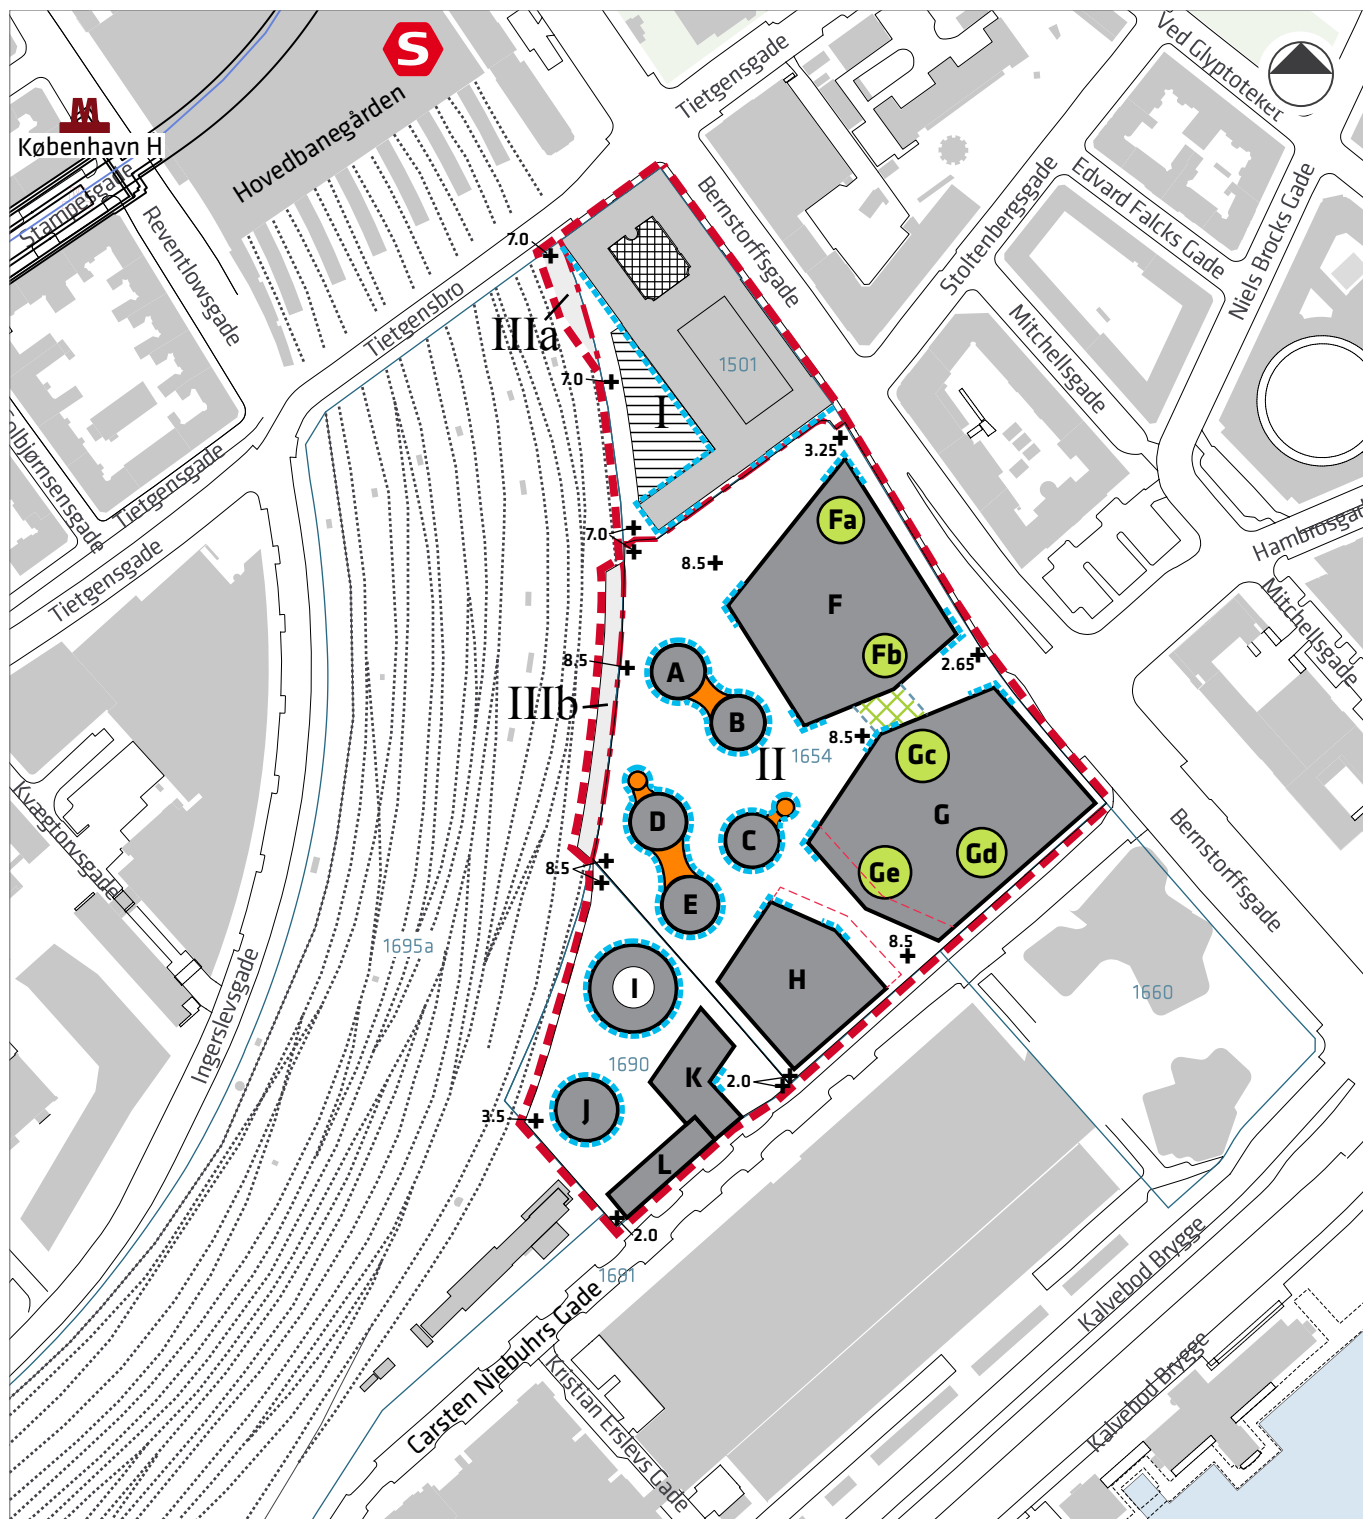 S
Tietgensgade
Ved Glyptoteket
M
København H
Hovedbanegården
Stampesgade
Reventlowsgade
Bernstorffsgade
Stoltenbergsgade
Edvard Falcks Gade
Niels Brocks Gade
7.0
Tietgensbro
IIIa
Mitchellsgade
1501
7.0
I
3.25
Tietgensgade
Tietgensgade
Fa
Hambrosgade
7.0
8.5
F
Mitchellsgade
Fb
2.65
8.5
A
IIIb
B
8.5
1654
II
Gc
G
D
C
Kvægtorvsgade
Gd
Ge
8.5
E
Bernstorffsgade
1695a
8.5
H
I
1660
Ingerslevsgade
1690
K
2.0
J
3.5
L
2.0
1691
Carsten Niebuhrs Gade
Kalvebod Brygge
Kalvebod Brygge
Kristian Erslevs Gade